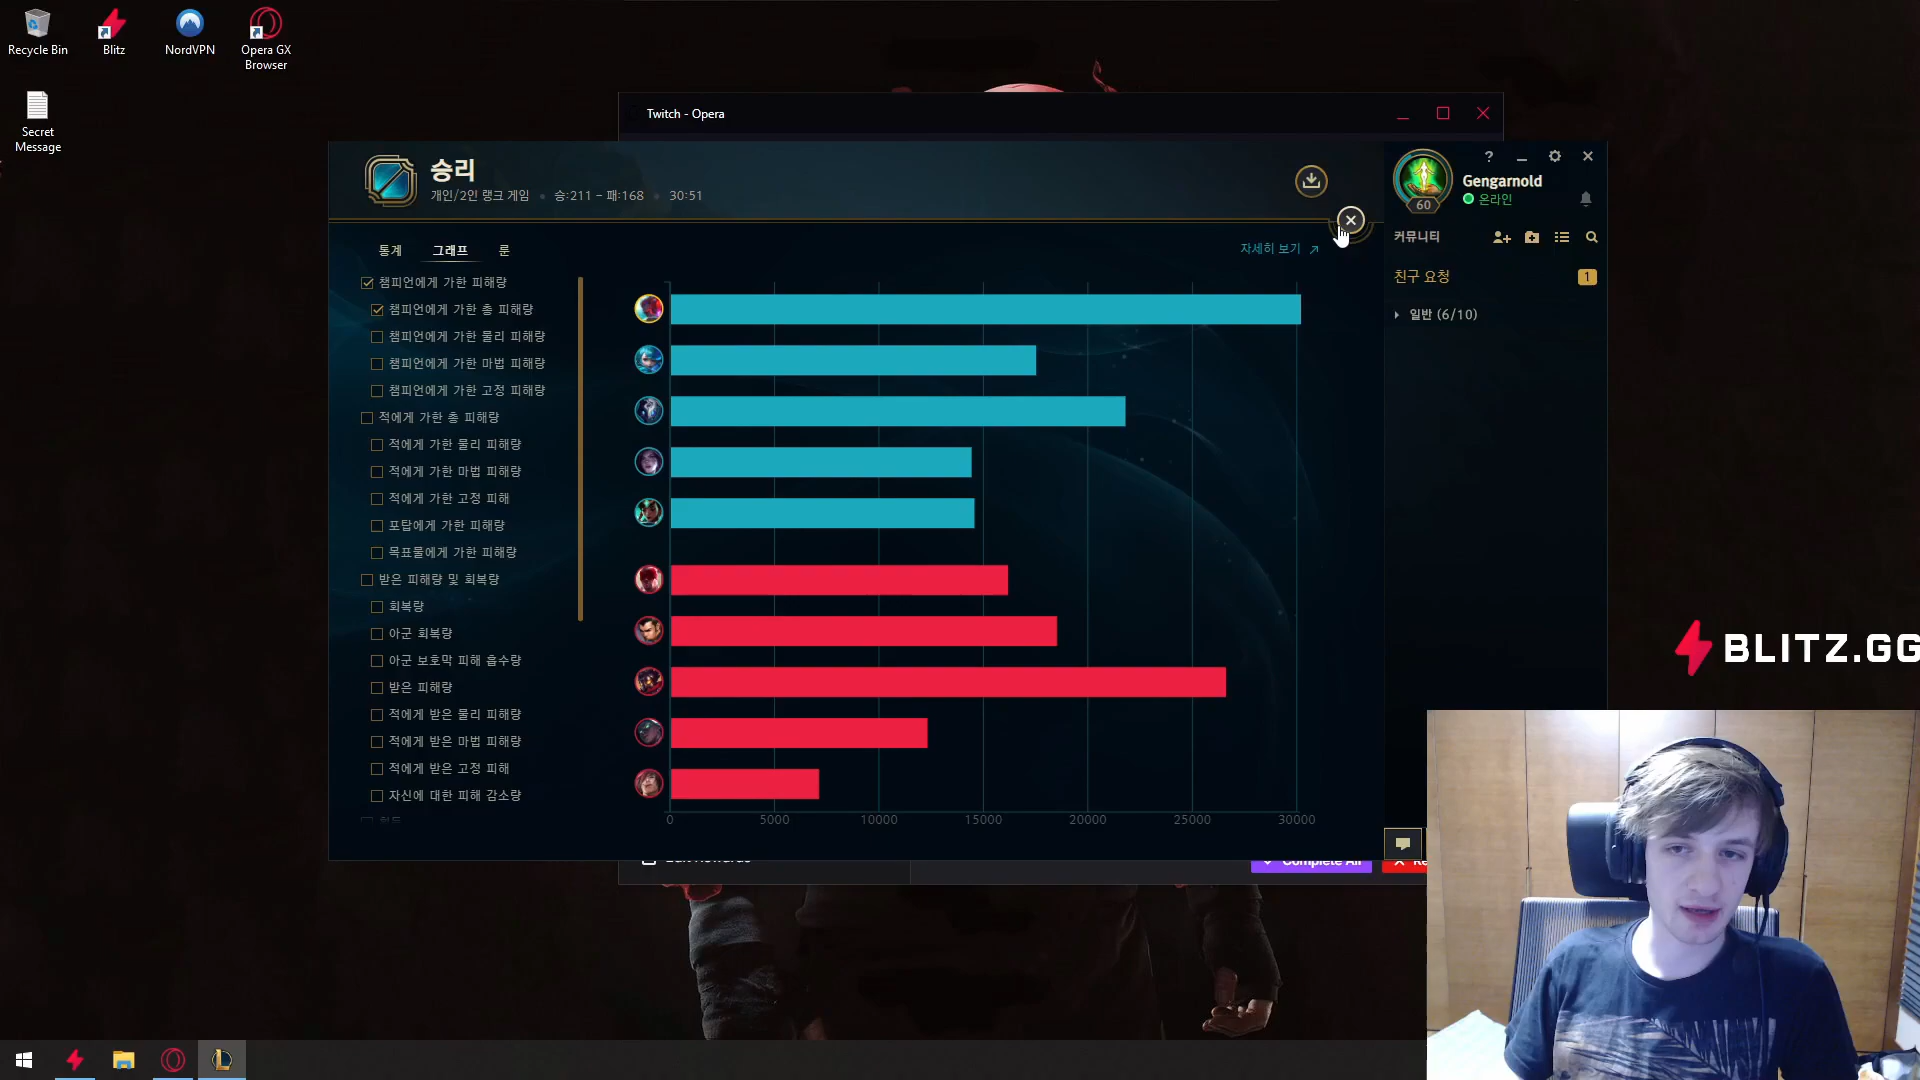 Recycle Bin
Blitz
NordVPN
Opera GX
Browser
Secret
Message
Twitch - Opera
승리
개인/2인 랭크 게임 • 승:211 – 패:168 • 30:51
통계
그래프
룬
자세히 보기
챔피언에게 가한 피해량
챔피언에게 가한 총 피해량
챔피언에게 가한 물리 피해량
챔피언에게 가한 마법 피해량
챔피언에게 가한 고정 피해량
적에게 가한 총 피해량
적에게 가한 물리 피해량
적에게 가한 마법 피해량
적에게 가한 고정 피해
포탑에게 가한 피해량
목표물에게 가한 피해량
받은 피해량 및 회복량
회복량
아군 회복량
아군 보호막 피해 흡수량
받은 피해량
적에게 받은 물리 피해량
적에게 받은 마법 피해량
적에게 받은 고정 피해
자신에 대한 피해 감소량
0
5000
10000
15000
20000
25000
30000
?
60
Gengarnold
온라인
커뮤니티
친구 요청
1
일반 (6/10)
Complete All
BLITZ.GG